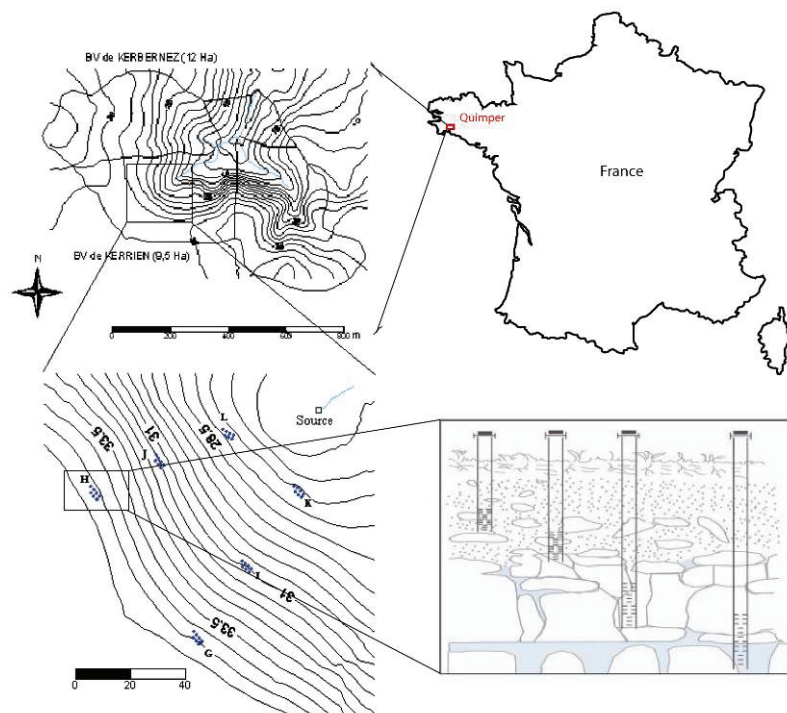 BV de KERBERNEZ (12 Ha)
Quimper
France
BV de KERRIEN (9,5 Ha)
N
0 200 400 600 800 m
Source
L
28.5
31
33.5
J
H
K
I
31
33.5
G
0 20 40